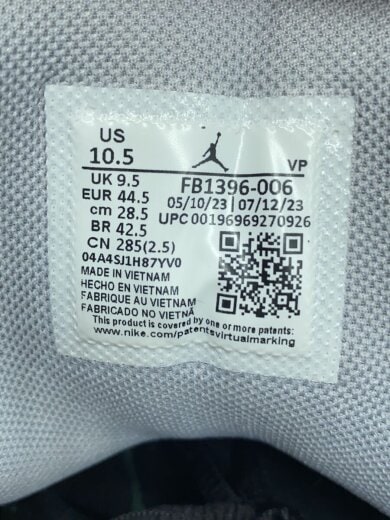 US
10.5
VP
UK 9.5
EUR 44.5
cm 28.5
BR 42.5
CN 285(2.5)
FB1396-006
05/10/23 | 07/12/23
UPC 00196969270926
04A4SJ1H87YV0
MADE IN VIETNAM
HECHO EN VIETNAM
FABRIQUE AU VIETNAM
FABRICADO NO VIETNÃ
This product is covered by one or more patents:
www.nike.com/patentsvirtualmarking